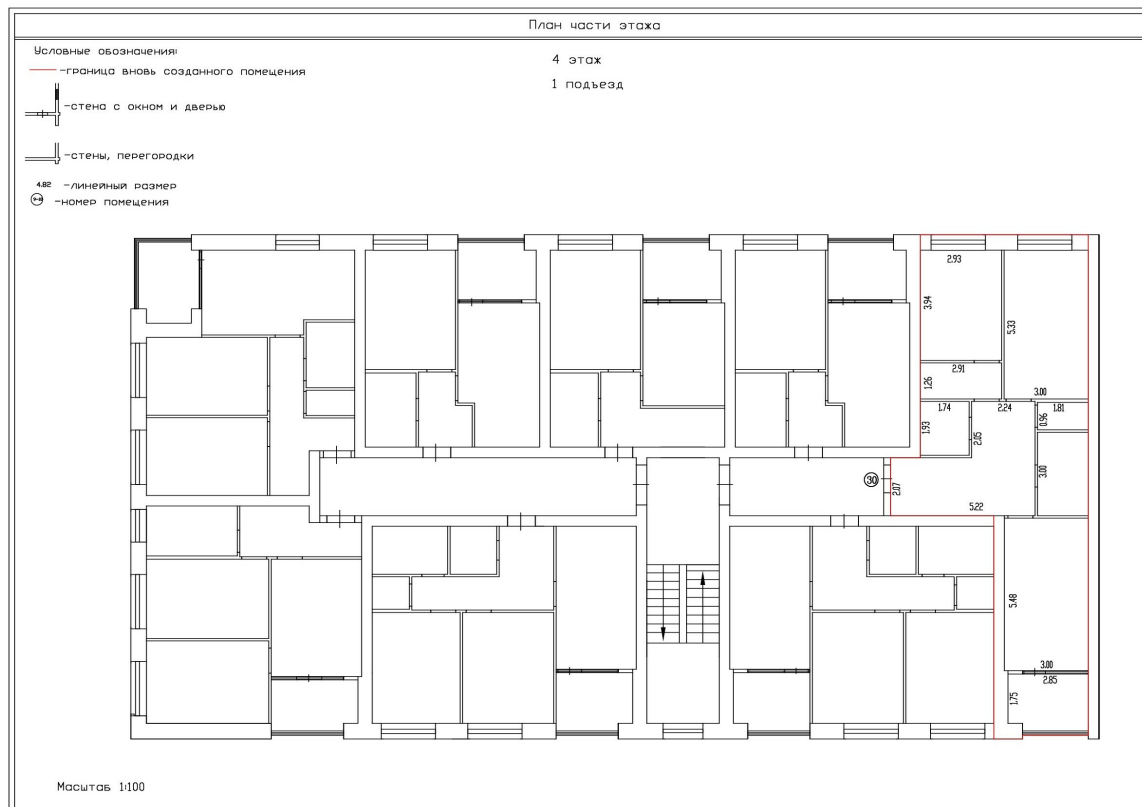 План части этажа
Условные обозначения:
-граница вновь созданного помещения
4 этаж
1 подъезд
-стена с окном и дверью
-стены, перегородки
4.82 -линейный размер
-номер помещения
2.93
3.94
5.33
2.91
1.26
3.00
1.74
2.24
1.81
1.93
2.05
0.96
3.00
30
2.07
5.22
5.48
3.00
2.85
1.75
Масштаб 1:100